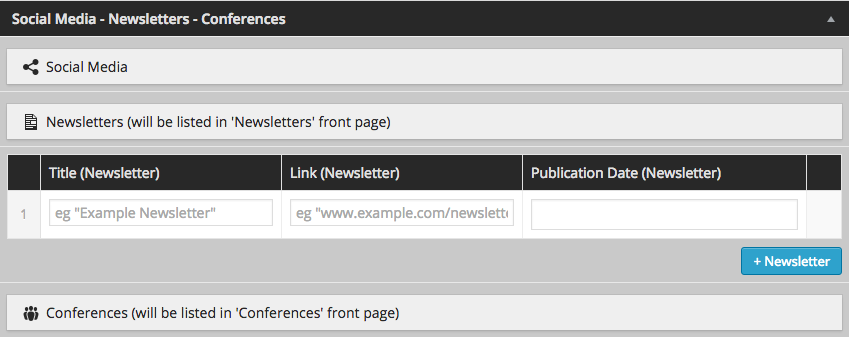 Social Media - Newsletters - Conferences
Social Media
Newsletters (will be listed in 'Newsletters' front page)
Title (Newsletter) Link (Newsletter) Publication Date (Newsletter)
1 eg "Example Newsletter" eg "www.example.com/newslette
+ Newsletter
Conferences (will be listed in 'Conferences' front page)